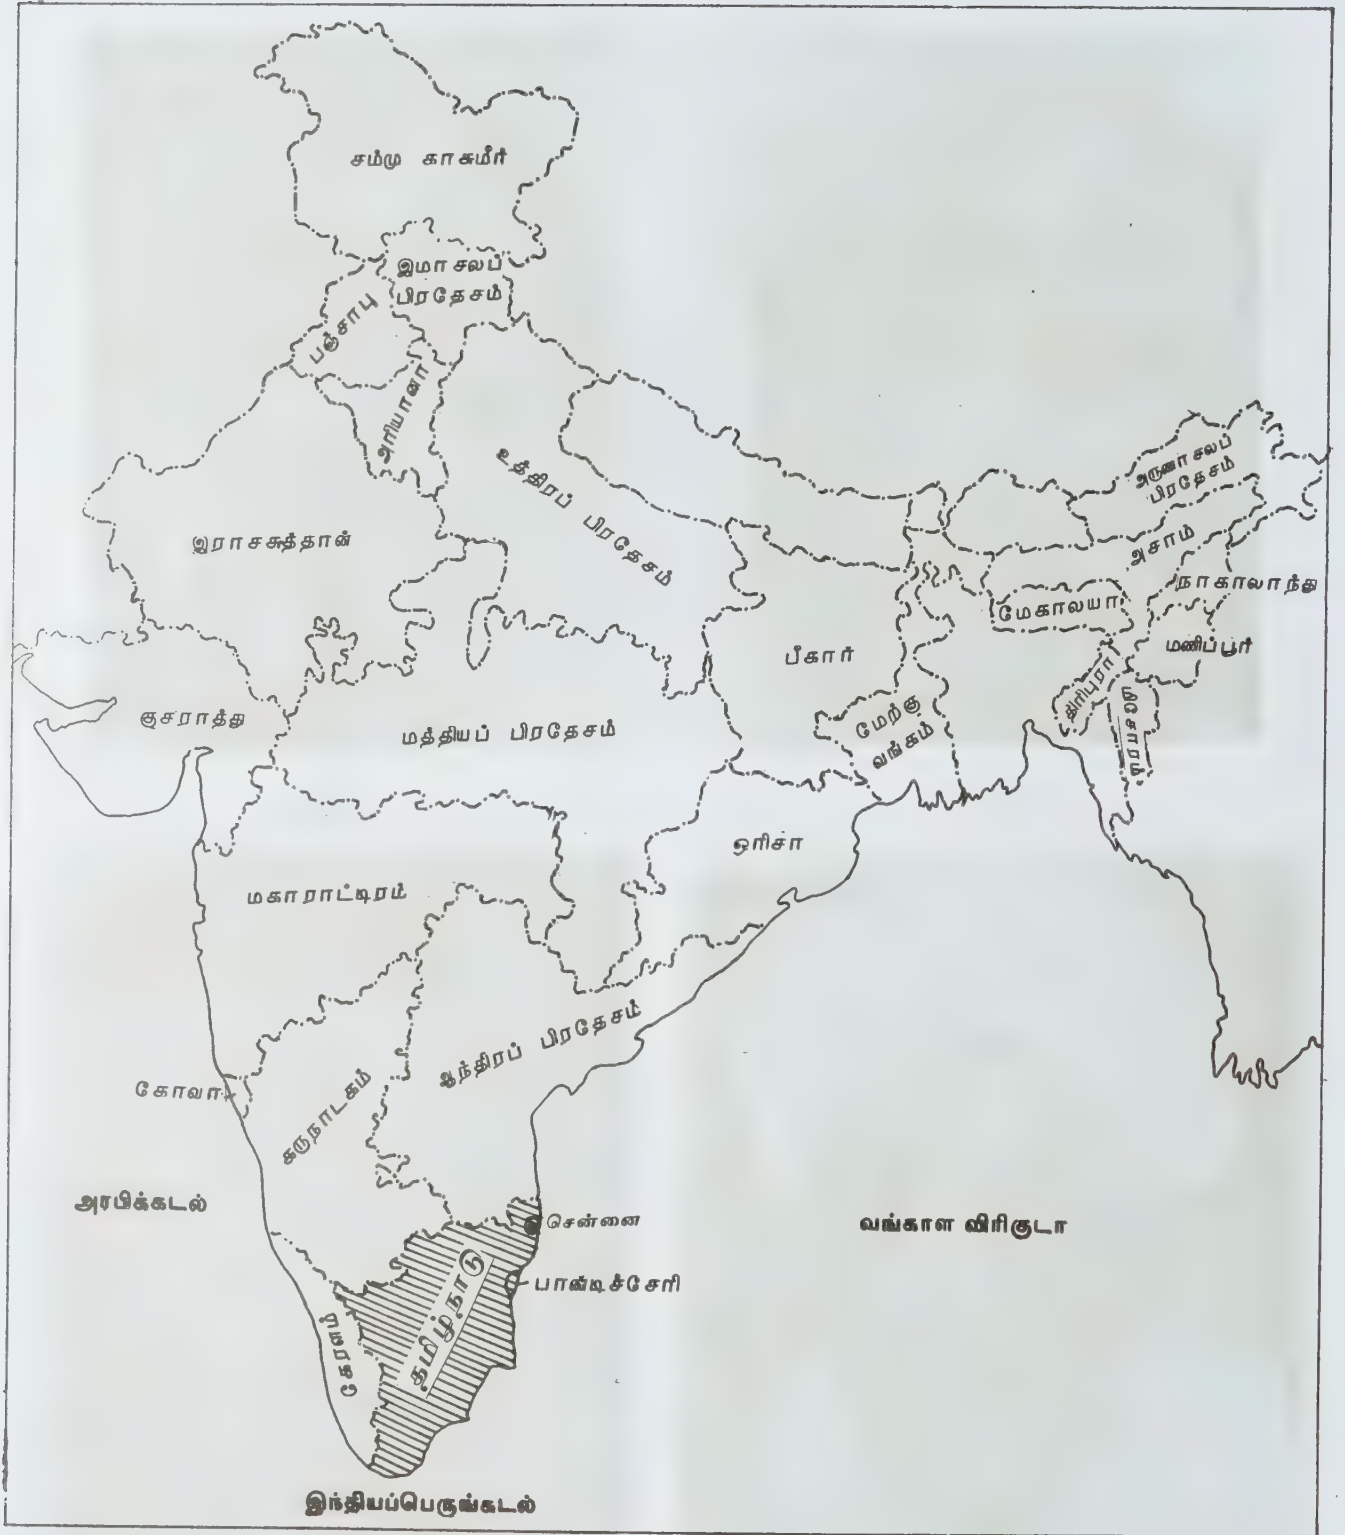 சம்மு காசுமீர்
இமாசலப்
பிரதேசம்
பஞ்சாபு
அரியானா
உத்திரப் பிரதேசம்
அருணாசலப்
பிரதேசம்
இராசசுத்தான்
அசாம்
நாகாலாந்து
மேகாலயா
மணிப்பூர்
பீகார்
திரிபுரா
மிசோரம்
குசராத்து
மத்தியப் பிரதேசம்
மேற்கு
வங்கம்
ஒரிசா
மகாராட்டிரம்
ஆந்திரப் பிரதேசம்
கோவா
கருநாடகம்
அரபிக்கடல்
சென்னை
வங்காள விரிகுடா
பாண்டிச்சேரி
தமிழ்நாடு
கேரளா
இந்தியப்பெருங்கடல்